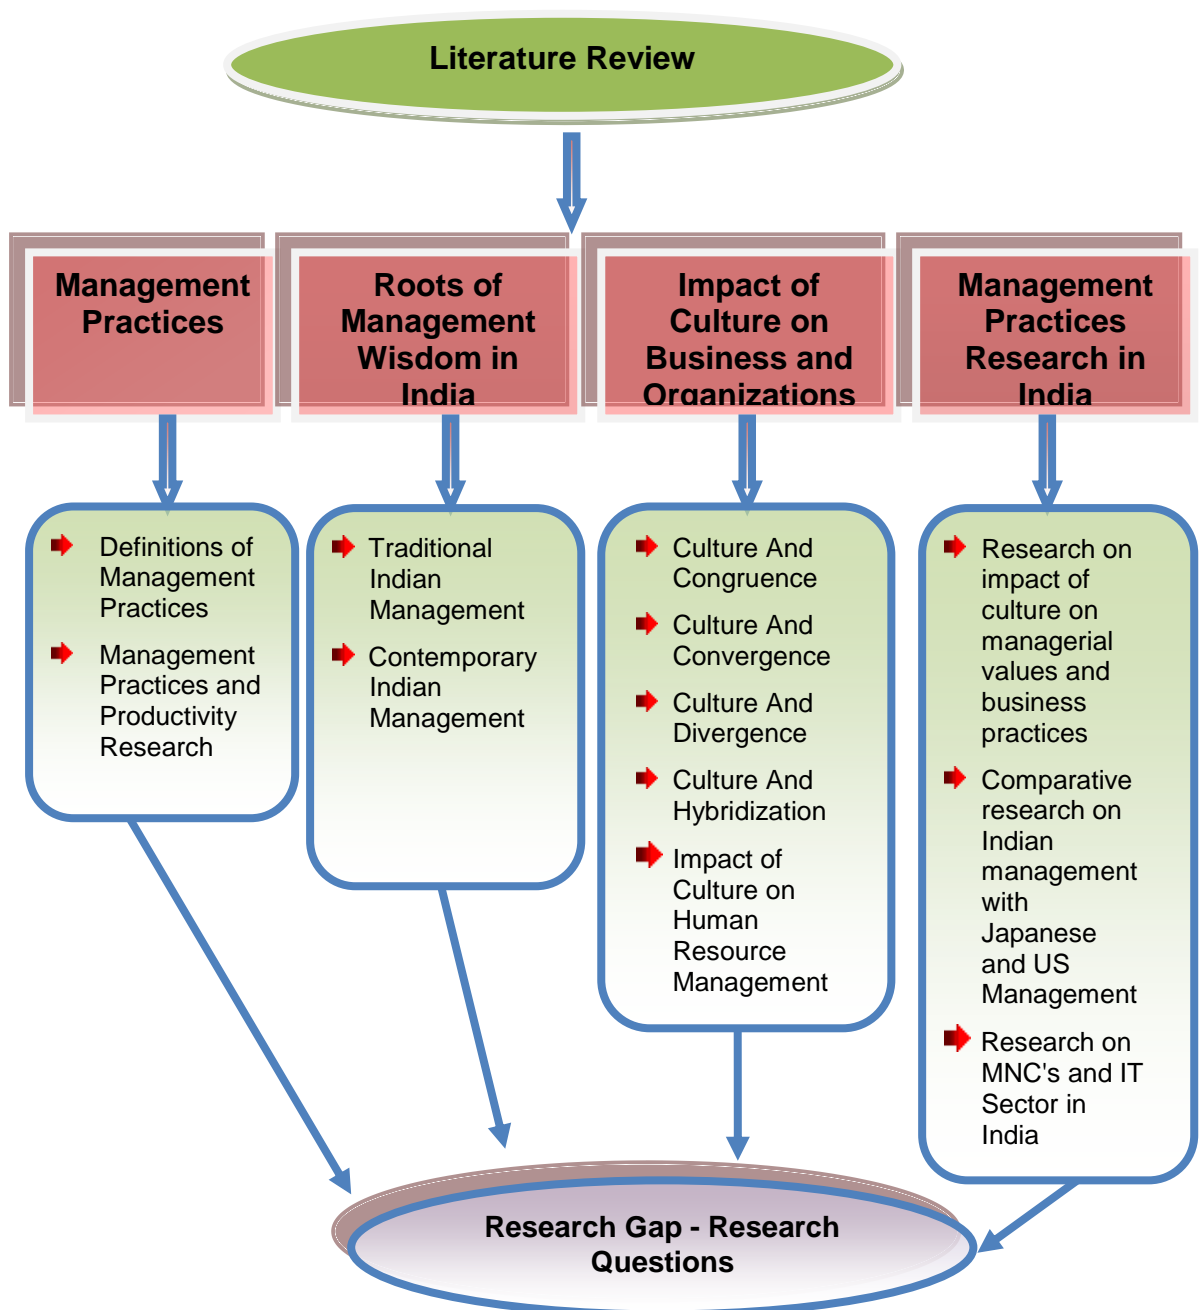 Literature Review
Management
Practices
Roots of
Management
Wisdom in
India
Impact of
Culture on
Business and
Organizations
Management
Practices
Research in
India
Definitions of
Management
Practices
Management
Practices and
Productivity
Research
Traditional
Indian
Management
Contemporary
Indian
Management
Culture And
Congruence
Culture And
Convergence
Culture And
Divergence
Culture And
Hybridization
Impact of
Culture on
Human
Resource
Management
Research on
impact of
culture on
managerial
values and
business
practices
Comparative
research on
Indian
management
with
Japanese
and US
Management
Research on
MNC's and IT
Sector in
India
Research Gap - Research
Questions